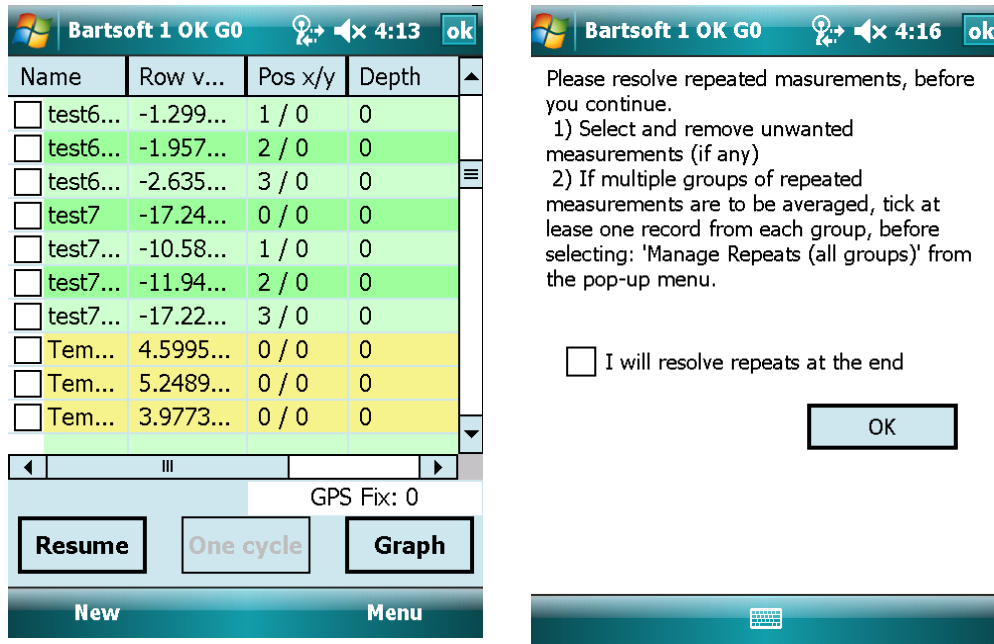 Bartsoft 1 OK G0 4:13 ok
Name Row v... Pos x/y Depth
test6... -1.299... 1 / 0 0
test6... -1.957... 2 / 0 0
test6... -2.635... 3 / 0 0
test7 -17.24... 0 / 0 0
test7... -10.58... 1 / 0 0
test7... -11.94... 2 / 0 0
test7... -17.22... 3 / 0 0
Tem... 4.5995... 0 / 0 0
Tem... 5.2489... 0 / 0 0
Tem... 3.9773... 0 / 0 0
GPS Fix: 0
Resume One cycle Graph
New Menu
Bartsoft 1 OK G0 4:16 ok
Please resolve repeated masurements, before
you continue.
1) Select and remove unwanted
measurements (if any)
2) If multiple groups of repeated
measurements are to be averaged, tick at
lease one record from each group, before
selecting: 'Manage Repeats (all groups)' from
the pop-up menu.
I will resolve repeats at the end
OK